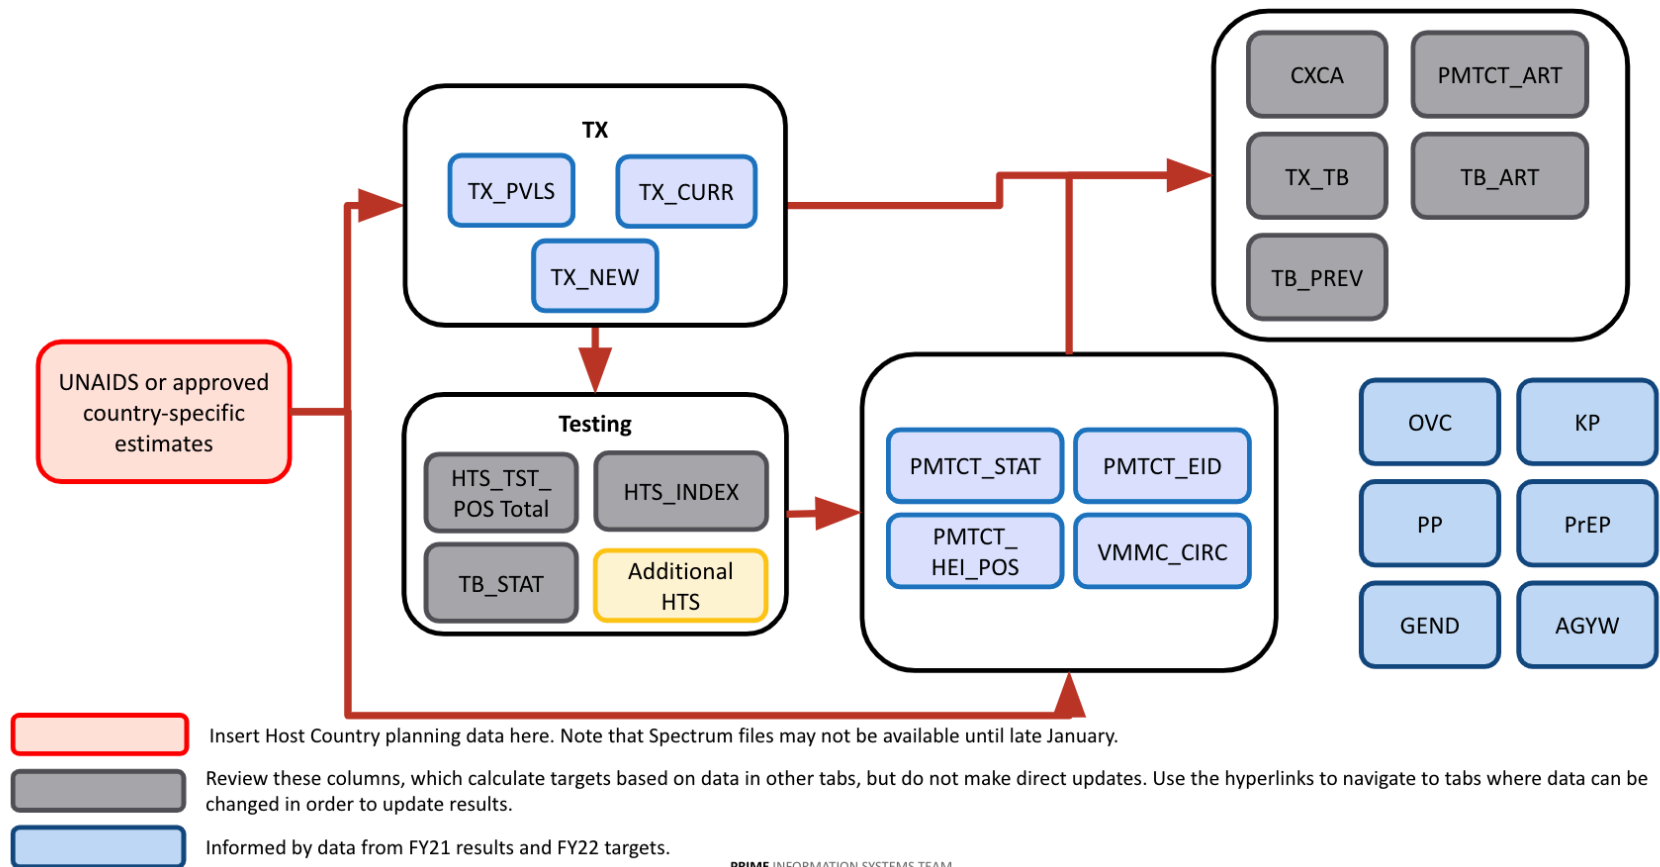 CXCA
PMTCT_ART
TX_TB
TB_ART
TB_PREV
TX
TX_PVLS
TX_CURR
TX_NEW
UNAIDS or approved
country-specific
estimates
Testing
HTS_TST_
POS Total
HTS_INDEX
TB_STAT
Additional
HTS
PMTCT_STAT
PMTCT_EID
PMTCT_
HEI_POS
VMMC_CIRC
OVC
KP
PP
PrEP
GEND
AGYW
Insert Host Country planning data here. Note that Spectrum files may not be available until late January.
Review these columns, which calculate targets based on data in other tabs, but do not make direct updates. Use the hyperlinks to navigate to tabs where data can be
changed in order to update results.
Informed by data from FY21 results and FY22 targets.
PRIME INFORMATION SYSTEMS TEAM